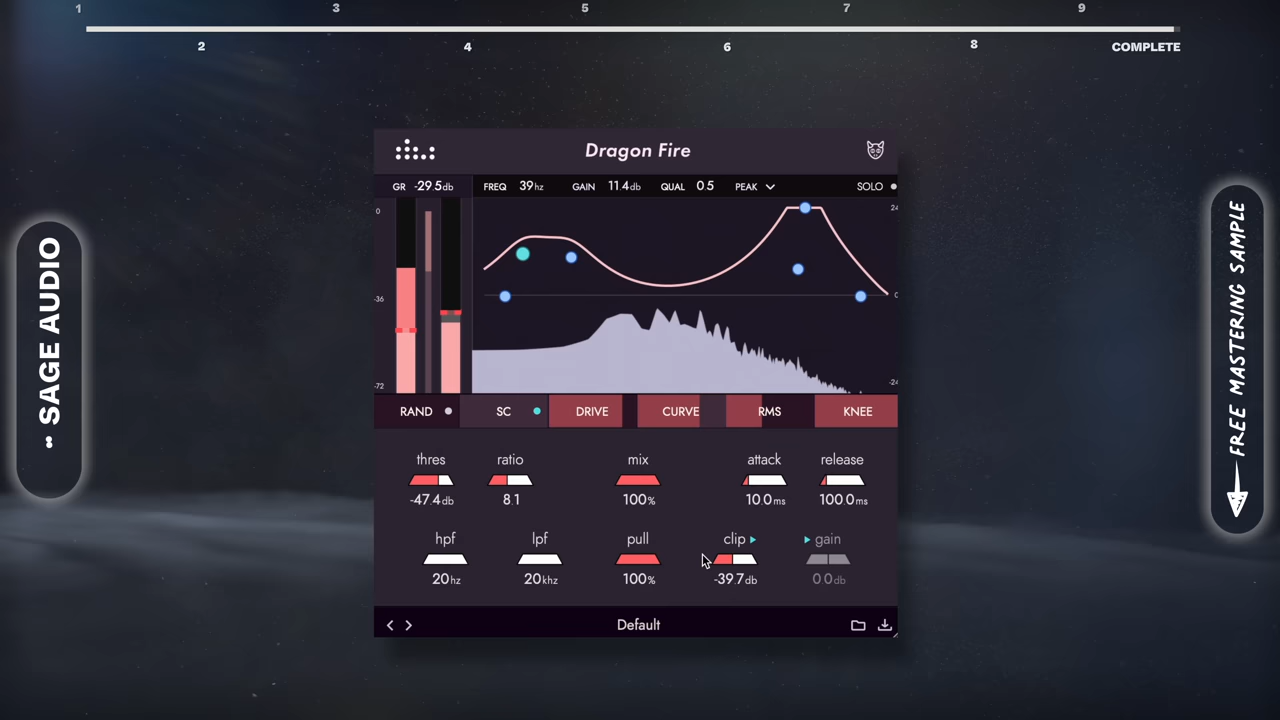 1 3 5 7 9
2 4 6 8 COMPLETE
SAGE AUDIO
FREE MASTERING SAMPLE
Dragon Fire
GR -29.5db
FREQ 39hz GAIN 11.4db QUAL 0.5 PEAK SOLO
0
-36
-72
24
0
-24
RAND SC DRIVE CURVE RMS KNEE
thres ratio mix attack release
-47.4db 8.1 100% 10.0ms 100.0ms
hpf lpf pull clip gain
20hz 20khz 100% -39.7db 0.0db
Default